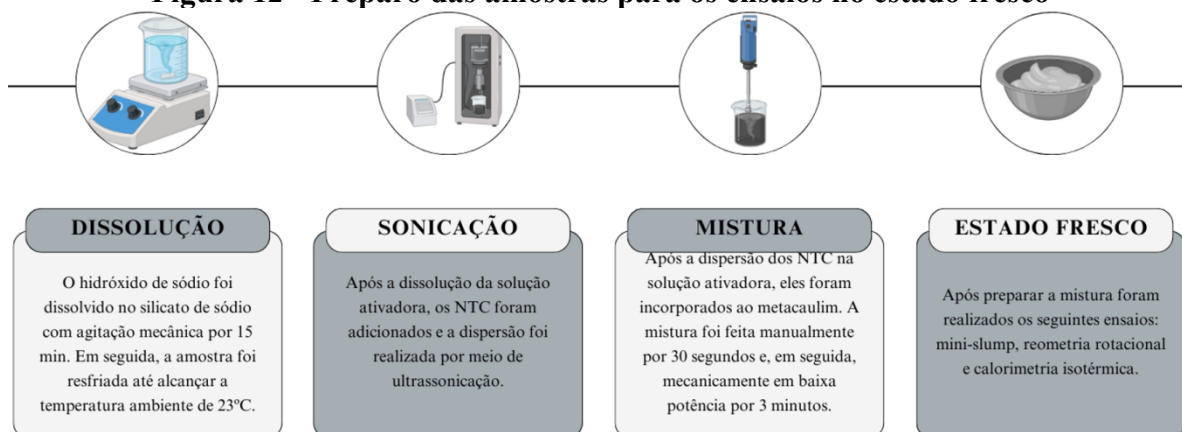 Figura 12 - Preparo das amostras para os ensaios no estado fresco
DISSOLUÇÃO
O hidróxido de sódio foi
dissolvido no silicato de sódio
com agitação mecânica por 15
min. Em seguida, a amostra foi
resfriada até alcançar a
temperatura ambiente de 23ºC.
SONICAÇÃO
Após a dissolução da solução
ativadora, os NTC foram
adicionados e a dispersão foi
realizada por meio de
ultrassonicação.
MISTURA
Após a dispersão dos NTC na
solução ativadora, eles foram
incorporados ao metacaulim. A
mistura foi feita manualmente
por 30 segundos e, em seguida,
mecanicamente em baixa
potência por 3 minutos.
ESTADO FRESCO
Após preparar a mistura foram
realizados os seguintes ensaios:
mini-slump, reometria rotacional
e calorimetria isotérmica.